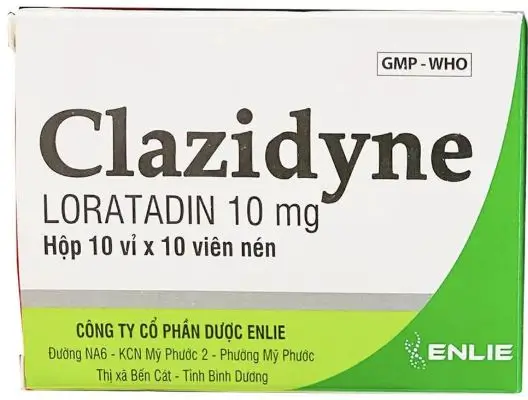 GMP - WHO
Clazidyne
LORATADIN 10 mg
Hộp 10 vỉ x 10 viên nén
CÔNG TY CỔ PHẦN DƯỢC ENLIE
Đường NA6 - KCN Mỹ Phước 2 - Phường Mỹ Phước
Thị xã Bến Cát - Tỉnh Bình Dương
ENLIE